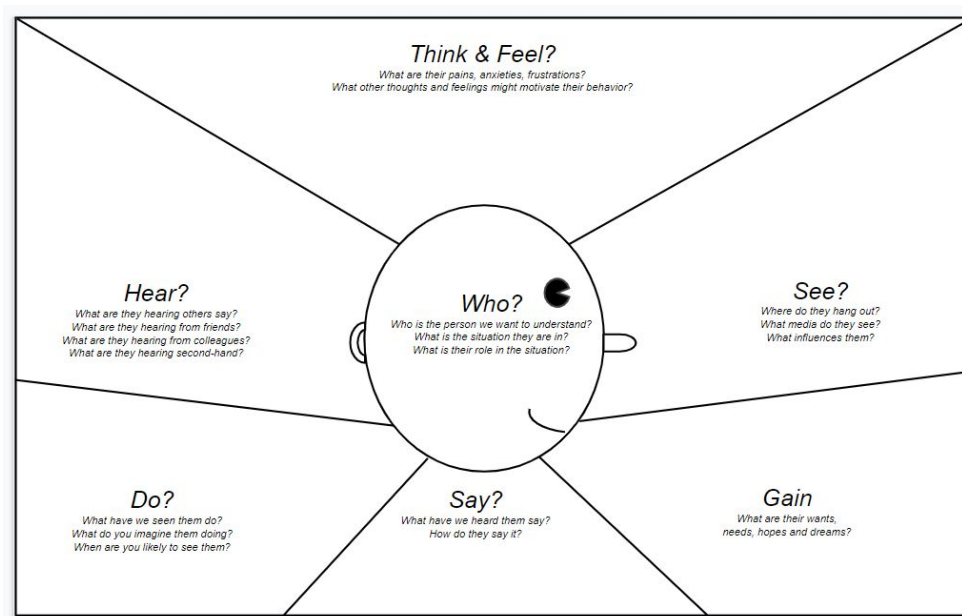 Think & Feel?
What are their pains, anxieties, frustrations?
What other thoughts and feelings might motivate their behavior?
Hear?
What are they hearing others say?
What are they hearing from friends?
What are they hearing from colleagues?
What are they hearing second-hand?
Who?
Who is the person we want to understand?
What is the situation they are in?
What is their role in the situation?
See?
Where do they hang out?
What media do they see?
What influences them?
Do?
What have we seen them do?
What do you imagine them doing?
When are you likely to see them?
Say?
What have we heard them say?
How do they say it?
Gain
What are their wants,
needs, hopes and dreams?